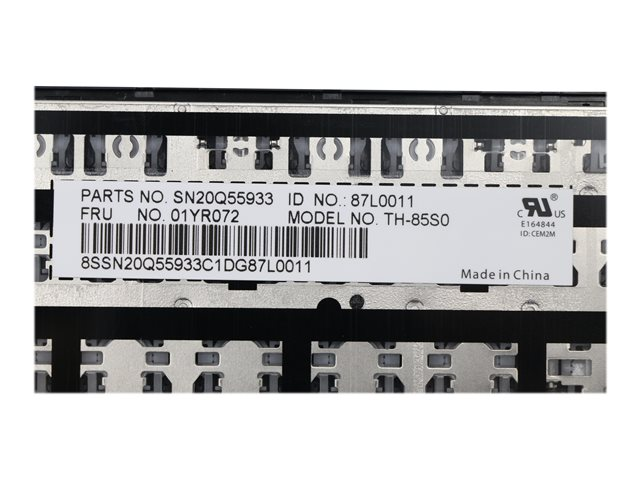 PARTS NO. SN20Q55933 ID NO.: 87L0011
FRU NO. 01YR072 MODEL NO. TH-85S0
8SSN20Q55933C1DG87L0011
C RU US
E164844
ID: CEM2M
Made in China